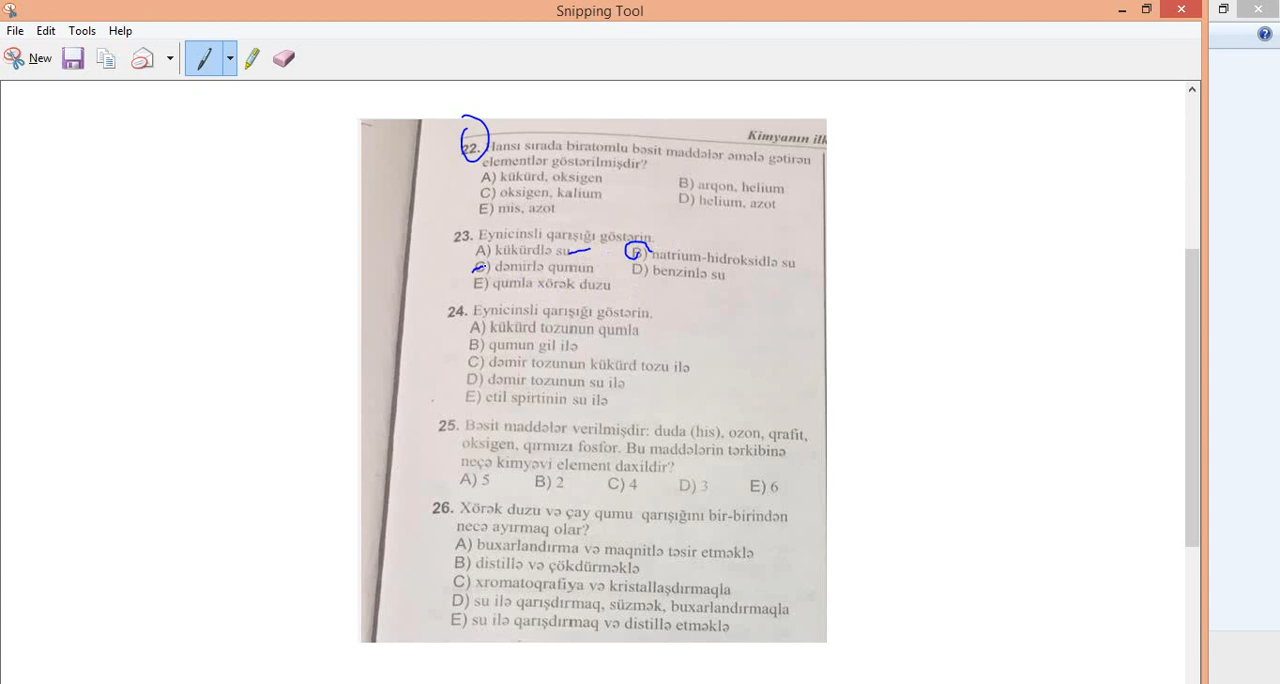 Snipping Tool
File Edit Tools Help
New
Kimyanın ilk
22. Hansı sırada biratomlu bəsit maddələr əmələ gətirən
elementlər göstərilmişdir?
A) kükürd, oksigen
B) arqon, helium
C) oksigen, kalium
D) helium, azot
E) mis, azot
23. Eynicinsli qarışığı göstərin.
A) kükürdlə su
B) natrium-hidroksidlə su
C) dəmirlə qumun
D) benzinlə su
E) qumla xörək duzu
24. Eynicinsli qarışığı göstərin.
A) kükürd tozunun qumla
B) qumun gil ilə
C) dəmir tozunun kükürd tozu ilə
D) dəmir tozunun su ilə
E) etil spirtinin su ilə
25. Bəsit maddələr verilmişdir: duda (his), ozon, qrafit,
oksigen, qırmızı fosfor. Bu maddələrin tərkibinə
neçə kimyəvi element daxildir?
A) 5 B) 2 C) 4 D) 3 E) 6
26. Xörək duzu və çay qumu qarışığını bir-birindən
necə ayırmaq olar?
A) buxarlandırma və maqnitlə təsir etməklə
B) distillə və çökdürməklə
C) xromatoqrafiya və kristallaşdırmaqla
D) su ilə qarışdırmaq, süzmək, buxarlandırmaqla
E) su ilə qarışdırmaq və distillə etməklə